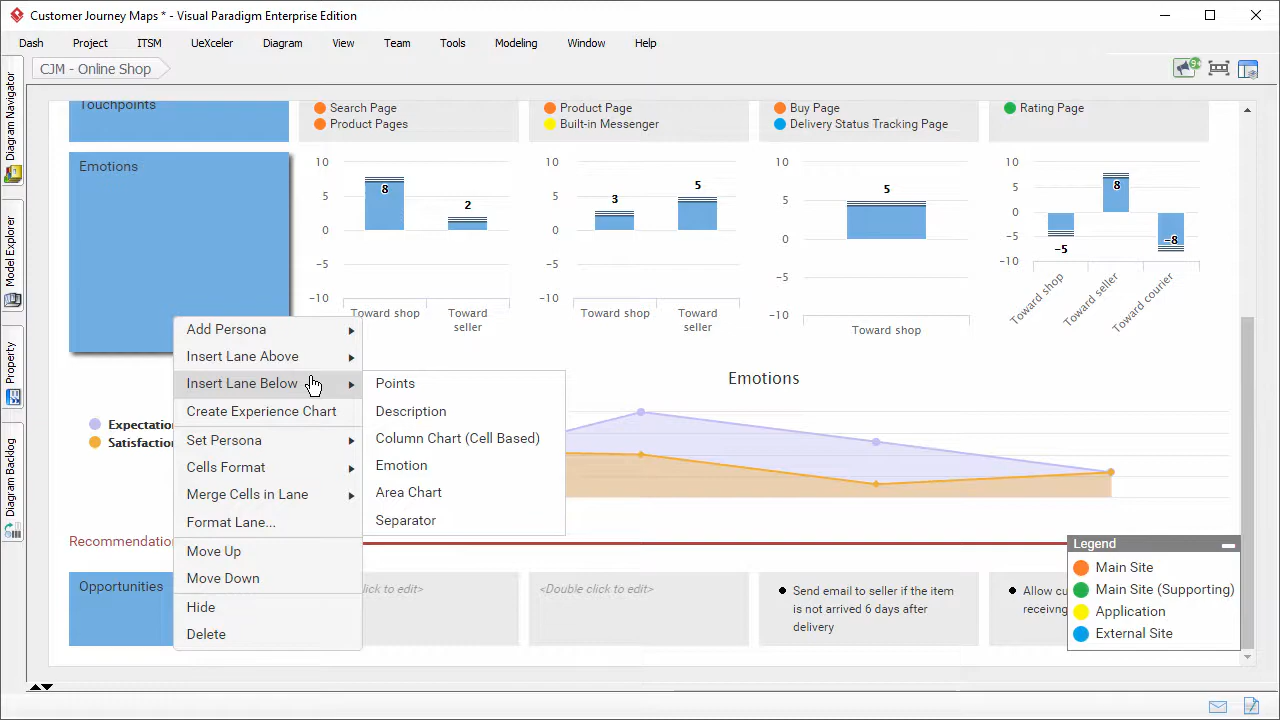 Customer Journey Maps * - Visual Paradigm Enterprise Edition
Dash Project ITSM UeXceler Diagram View Team Tools Modeling Window Help
CJM - Online Shop
9+
Diagram Navigator
Model Explorer
Property
Diagram Backlog
Touchpoints
Search Page
Product Pages
Product Page
Built-in Messenger
Buy Page
Delivery Status Tracking Page
Rating Page
Emotions
10
5
0
−5
−10
8
2
Toward shop
Toward
seller
10
5
0
−5
−10
3
5
Toward shop
Toward
seller
10
5
0
−5
−10
5
Toward shop
10
5
0
−5
−10
−5
8
−8
Toward shop
Toward seller
Toward courier
Add Persona
Insert Lane Above
Insert Lane Below
Create Experience Chart
Set Persona
Cells Format
Merge Cells in Lane
Format Lane...
Move Up
Move Down
Hide
Delete
Points
Description
Column Chart (Cell Based)
Emotion
Area Chart
Separator
Emotions
Expectatio
Satisfactio
Recommendation
Opportunities
click to edit>
<Double click to edit>
Send email to seller if the item
is not arrived 6 days after
delivery
Allow cu
receivng
Legend
Main Site
Main Site (Supporting)
Application
External Site